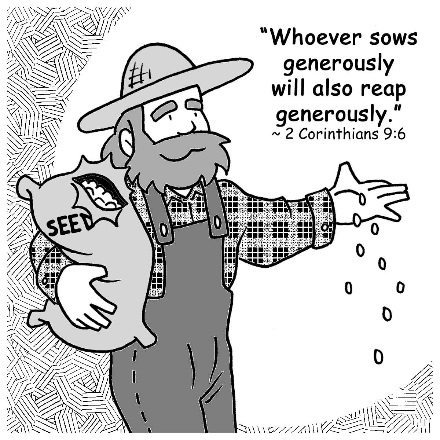 “Whoever sows
generously
will also reap
generously.”
~ 2 Corinthians 9:6
SEED